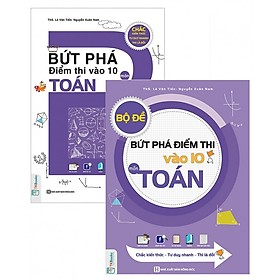 ThS. Lê Văn Tiến - Nguyễn Xuân Nam
CHẮC
BỨT PHÁ
Điểm thi vào 10
TOÁN
ThS. Lê Văn Tiến - Nguyễn Xuân Nam
BỘ ĐỀ
BỨT PHÁ ĐIỂM THI
vào 10
TOÁN
Chắc kiến thức - Tư duy nhanh - Thi là đỗ!